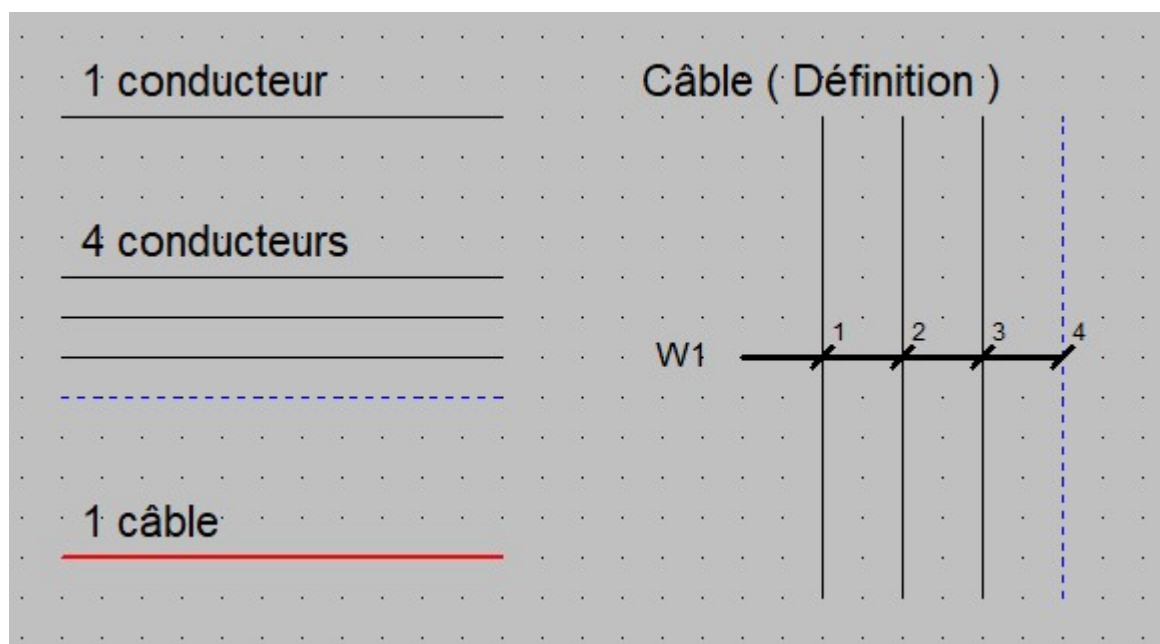 1 conducteur
Câble ( Définition )
4 conducteurs
W1
1
2
3
4
1 câble